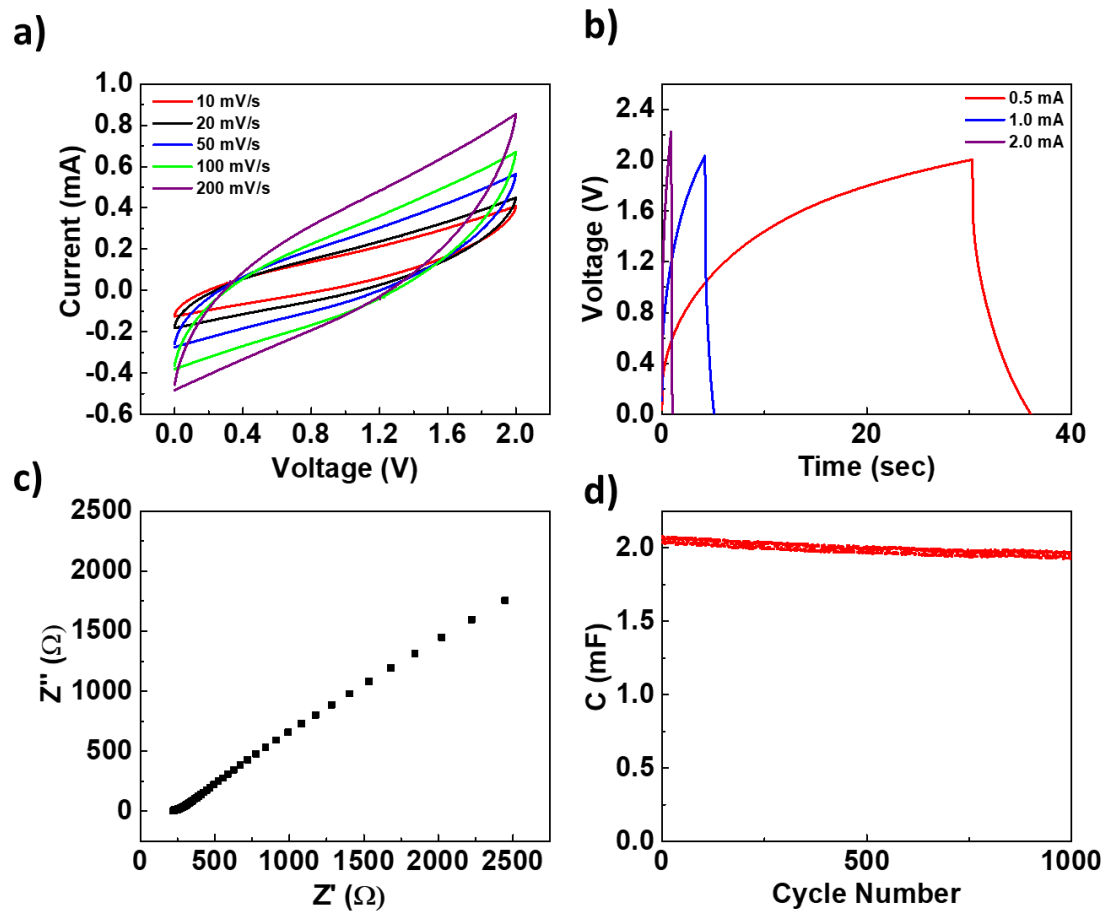 a)
1.0
0.8
0.6
0.4
0.2
0.0
-0.2
-0.4
-0.6
Current (mA)
10 mV/s
20 mV/s
50 mV/s
100 mV/s
200 mV/s
0.0 0.4 0.8 1.2 1.6 2.0
Voltage (V)
b)
2.4
2.0
1.6
1.2
0.8
0.4
0.0
Voltage (V)
0.5 mA
1.0 mA
2.0 mA
0 20 40
Time (sec)
c)
2500
2000
1500
1000
500
0
Z'' (Ω)
0 500 1000 1500 2000 2500
Z' (Ω)
d)
2.0
1.5
1.0
0.5
0.0
C (mF)
0 500 1000
Cycle Number